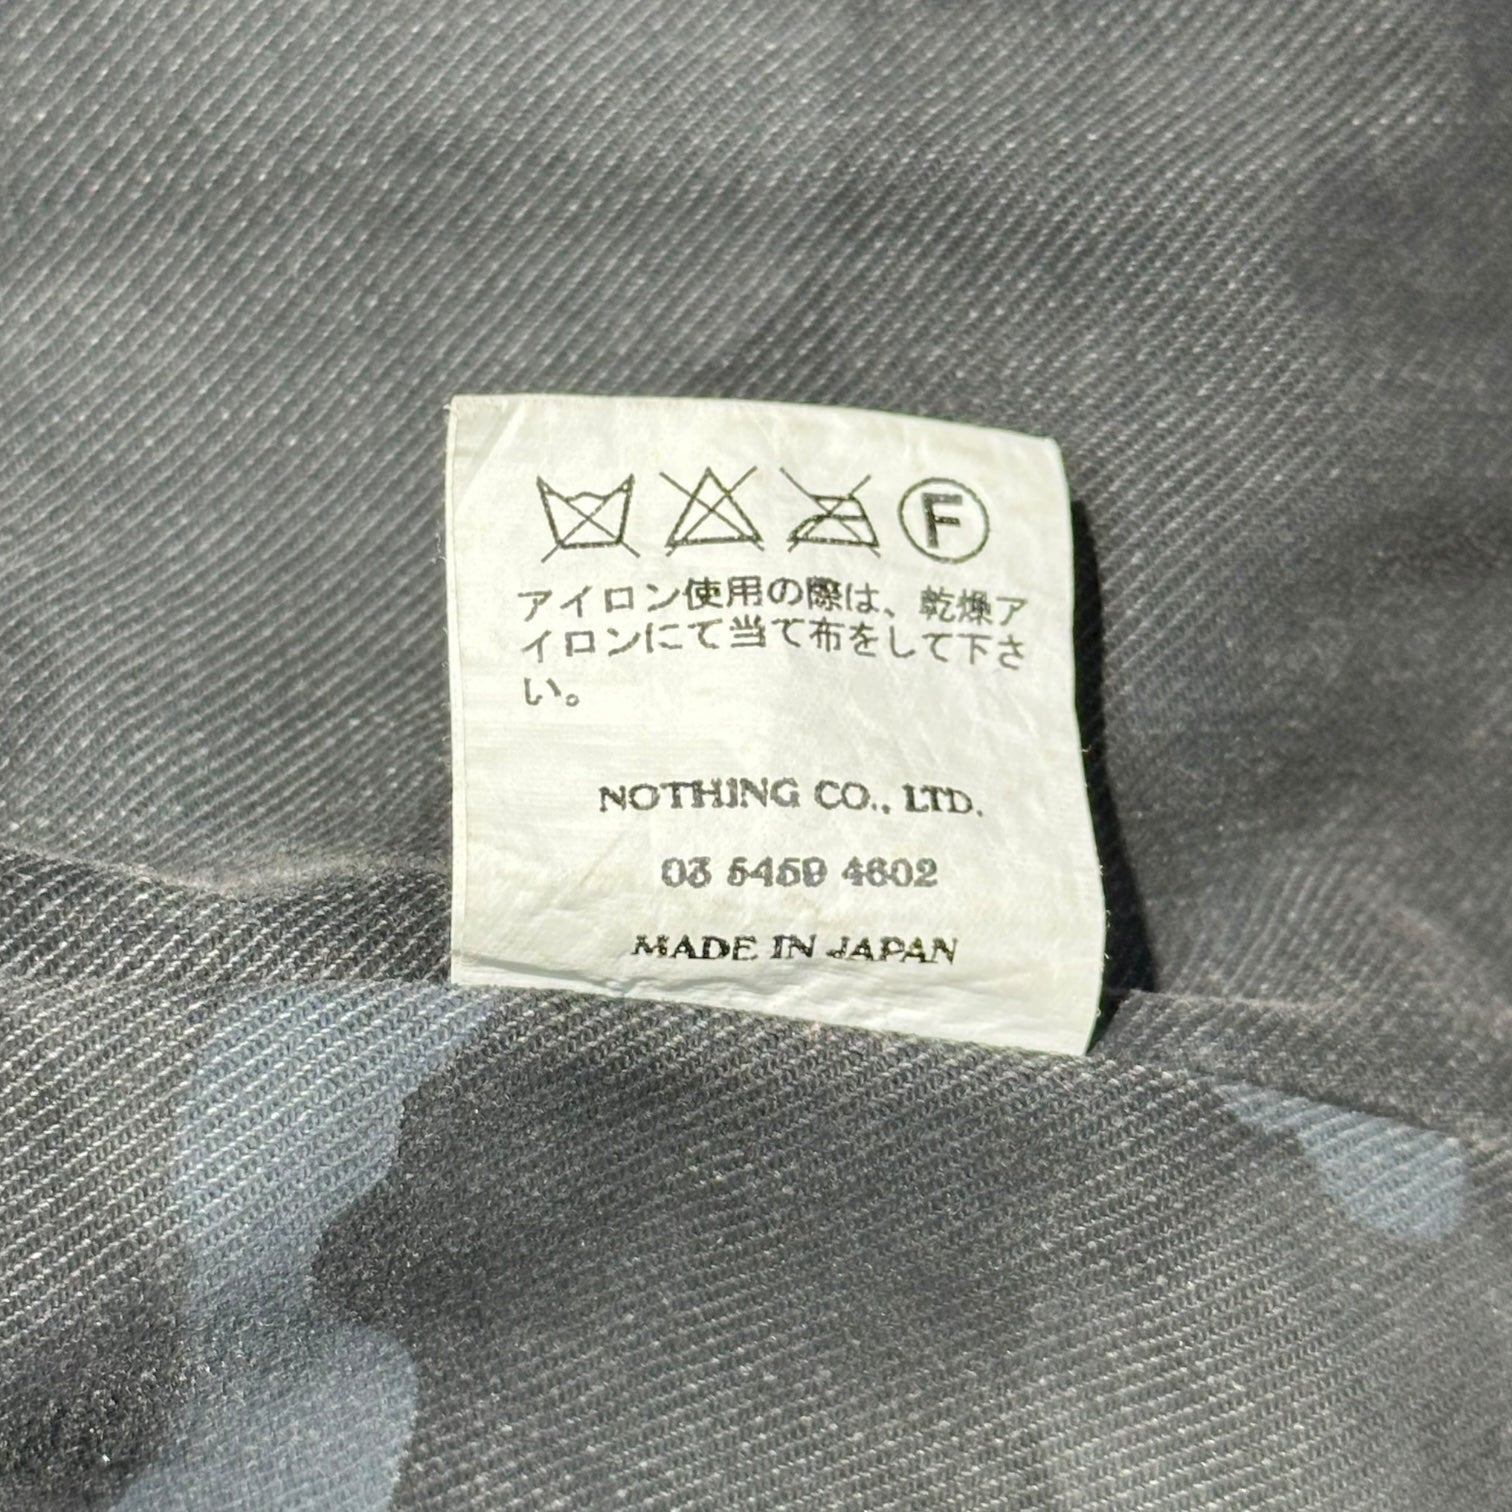 F
アイロン使用の際は、乾燥ア
イロンにて当て布をして下さ
い。
NOTHING CO., LTD.
03 5459 4602
MADE IN JAPAN